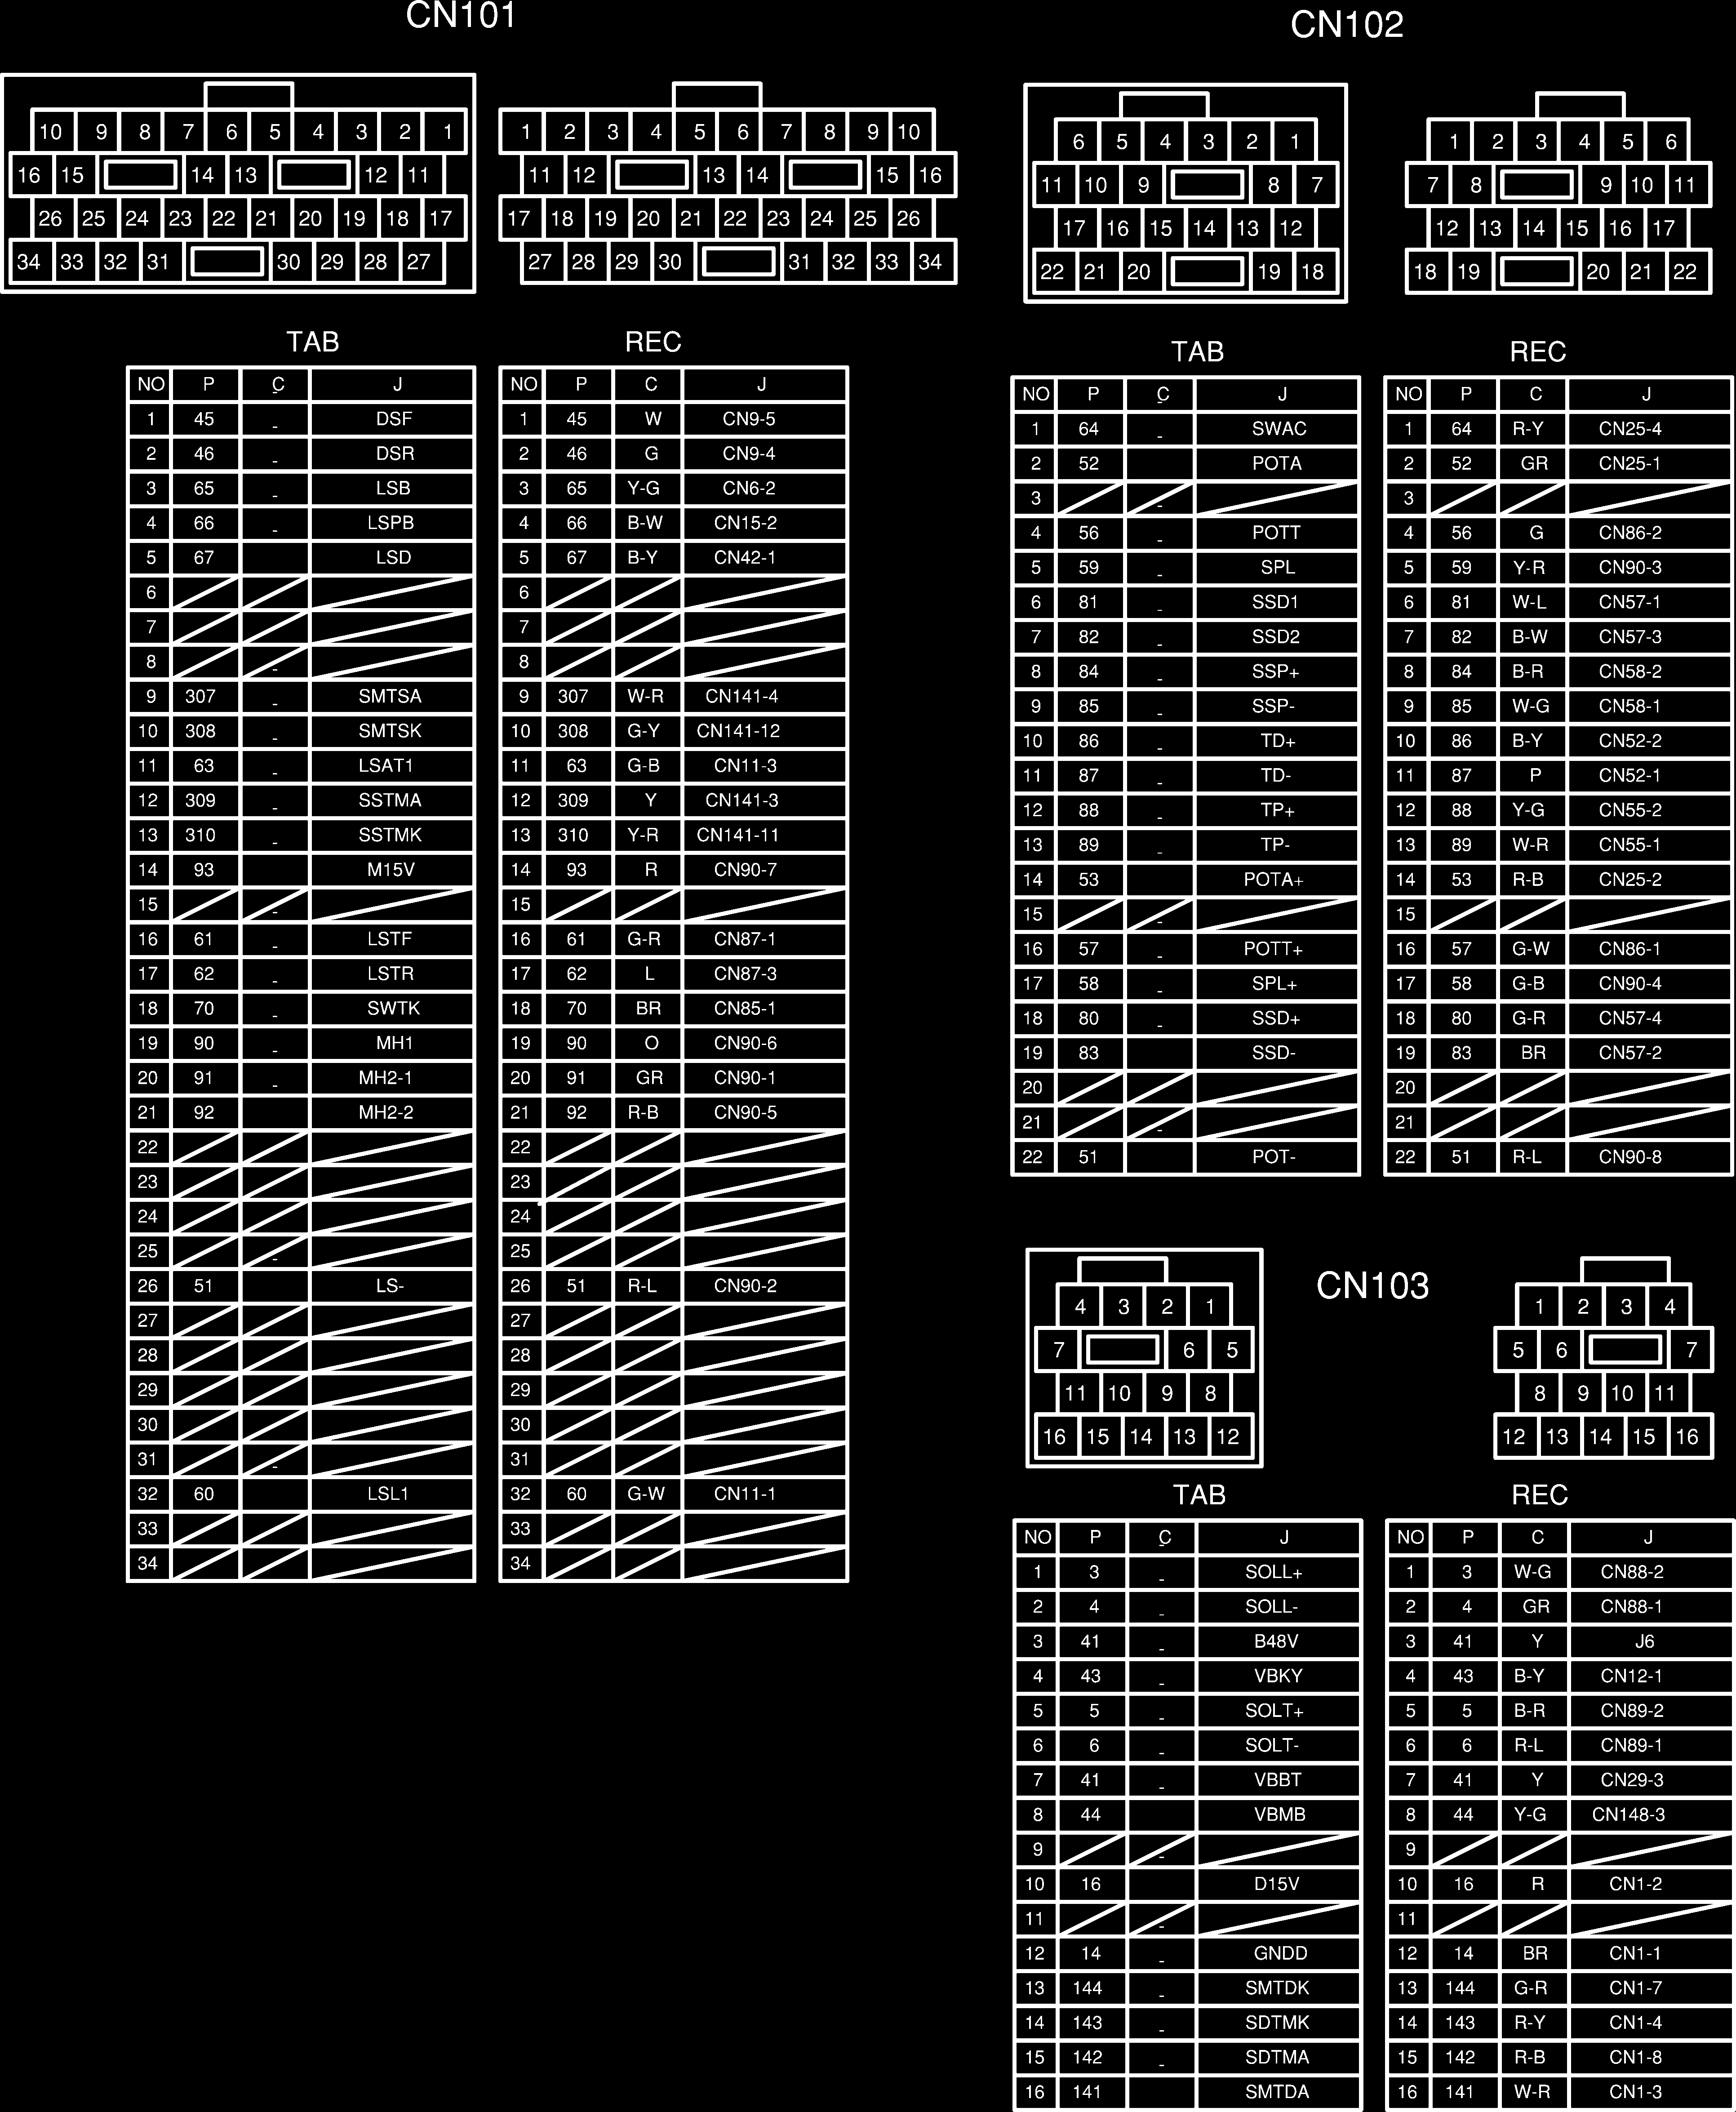 CN101
10 9 8 7 6 5 4 3 2 1
16 15 14 13 12 11
26 25 24 23 22 21 20 19 18 17
34 33 32 31 30 29 28 27
1 2 3 4 5 6 7 8 9 10
11 12 13 14 15 16
17 18 19 20 21 22 23 24 25 26
27 28 29 30 31 32 33 34
TAB
NO P C J
1 45 - DSF
2 46 - DSR
3 65 - LSB
4 66 - LSPB
5 67 LSD
6
7
8 -
9 307 - SMTSA
10 308 - SMTSK
11 63 - LSAT1
12 309 - SSTMA
13 310 - SSTMK
14 93 M15V
15 -
16 61 - LSTF
17 62 - LSTR
18 70 - SWTK
19 90 - MH1
20 91 - MH2-1
21 92 MH2-2
22
23
24
25 -
26 51 LS-
27
28
29
30
31 -
32 60 LSL1
33
34
REC
NO P C J
1 45 W CN9-5
2 46 G CN9-4
3 65 Y-G CN6-2
4 66 B-W CN15-2
5 67 B-Y CN42-1
6
7
8
9 307 W-R CN141-4
10 308 G-Y CN141-12
11 63 G-B CN11-3
12 309 Y CN141-3
13 310 Y-R CN141-11
14 93 R CN90-7
15
16 61 G-R CN87-1
17 62 L CN87-3
18 70 BR CN85-1
19 90 O CN90-6
20 91 GR CN90-1
21 92 R-B CN90-5
22
23
24
25
26 51 R-L CN90-2
27
28
29
30
31
32 60 G-W CN11-1
33
34
CN102
6 5 4 3 2 1
11 10 9 8 7
17 16 15 14 13 12
22 21 20 19 18
1 2 3 4 5 6
7 8 9 10 11
12 13 14 15 16 17
18 19 20 21 22
TAB
NO P C J
1 64 - SWAC
2 52 POTA
3 -
4 56 - POTT
5 59 - SPL
6 81 - SSD1
7 82 - SSD2
8 84 - SSP+
9 85 - SSP-
10 86 - TD+
11 87 - TD-
12 88 - TP+
13 89 - TP-
14 53 POTA+
15 -
16 57 - POTT+
17 58 - SPL+
18 80 - SSD+
19 83 - SSD-
20
21 -
22 51 POT-
REC
NO P C J
1 64 R-Y CN25-4
2 52 GR CN25-1
3
4 56 G CN86-2
5 59 Y-R CN90-3
6 81 W-L CN57-1
7 82 B-W CN57-3
8 84 B-R CN58-2
9 85 W-G CN58-1
10 86 B-Y CN52-2
11 87 P CN52-1
12 88 Y-G CN55-2
13 89 W-R CN55-1
14 53 R-B CN25-2
15
16 57 G-W CN86-1
17 58 G-B CN90-4
18 80 G-R CN57-4
19 83 BR CN57-2
20
21
22 51 R-L CN90-8
CN103
4 3 2 1
7 6 5
11 10 9 8
16 15 14 13 12
1 2 3 4
5 6 7
8 9 10 11
12 13 14 15 16
TAB
NO P C J
1 3 - SOLL+
2 4 - SOLL-
3 41 - B48V
4 43 - VBKY
5 5 - SOLT+
6 6 - SOLT-
7 41 - VBBT
8 44 VBMB
9 -
10 16 D15V
11 -
12 14 - GNDD
13 144 - SMTDK
14 143 - SDTMK
15 142 - SDTMA
16 141 SMTDA
REC
NO P C J
1 3 W-G CN88-2
2 4 GR CN88-1
3 41 Y J6
4 43 B-Y CN12-1
5 5 B-R CN89-2
6 6 R-L CN89-1
7 41 Y CN29-3
8 44 Y-G CN148-3
9
10 16 R CN1-2
11
12 14 BR CN1-1
13 144 G-R CN1-7
14 143 R-Y CN1-4
15 142 R-B CN1-8
16 141 W-R CN1-3